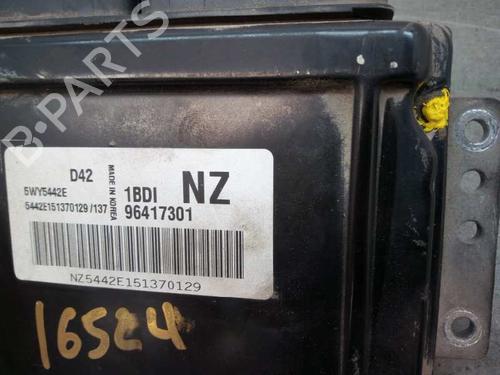 B-PARTS
D42
MADE IN KOREA
5WY5442E
1BDI NZ
5442E151370129 /137
96417301
NZ5442E151370129
16524